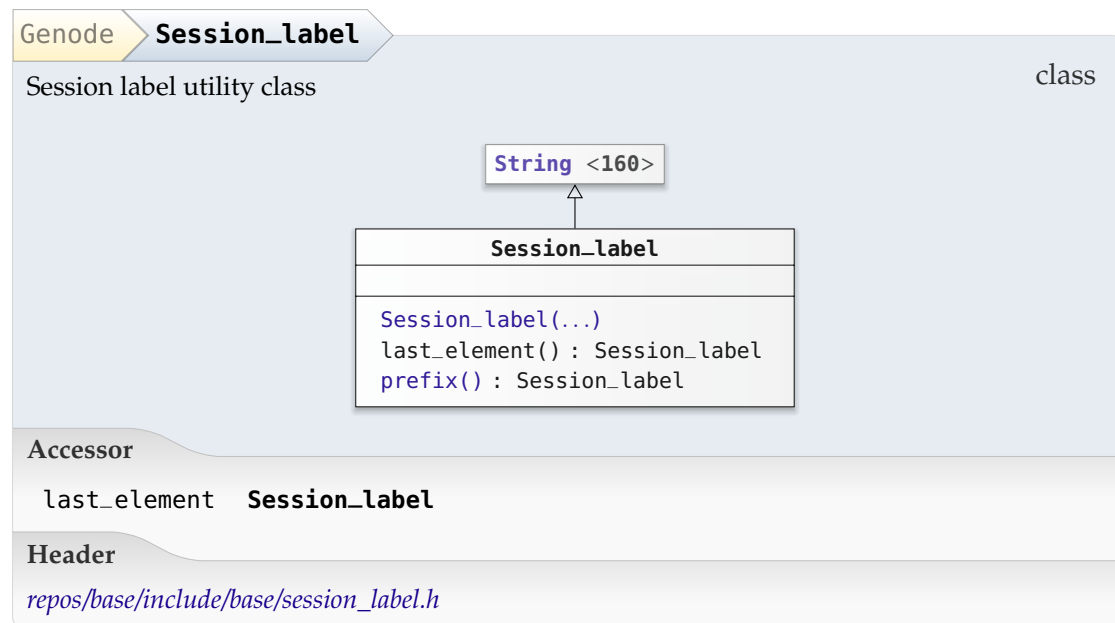 Genode Session_label
class
Session label utility class
String <160>
Session_label
Session_label(...)
last_element() : Session_label
prefix() : Session_label
Accessor
last_element Session_label
Header
repos/base/include/base/session_label.h